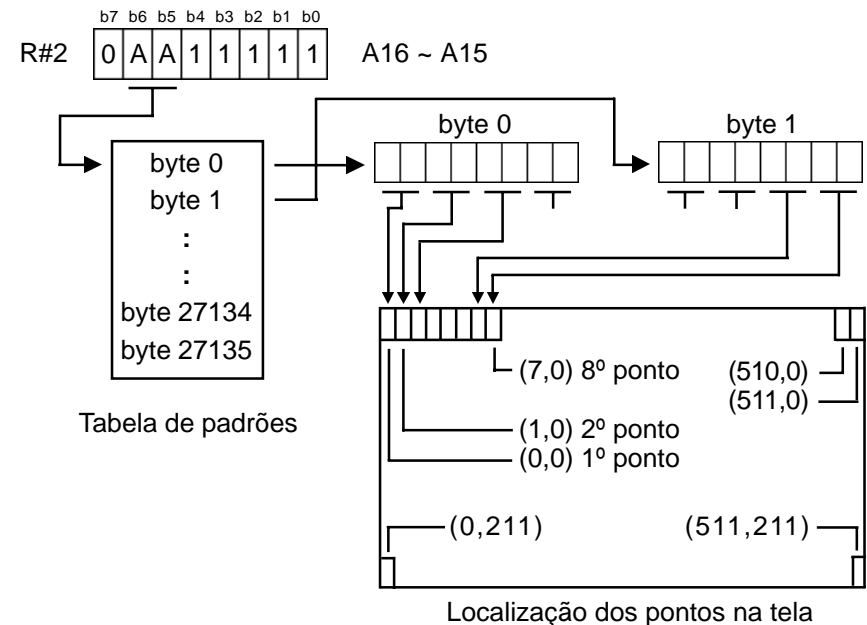 b7 b6 b5 b4 b3 b2 b1 b0
R#2 0 A A 1 1 1 1 1 A16 ~ A15
byte 0 byte 1
byte 0
byte 1
:
:
byte 27134
byte 27135
Tabela de padrões
(7,0) 8º ponto (510,0)
(511,0)
(1,0) 2º ponto
(0,0) 1º ponto
(0,211) (511,211)
Localização dos pontos na tela